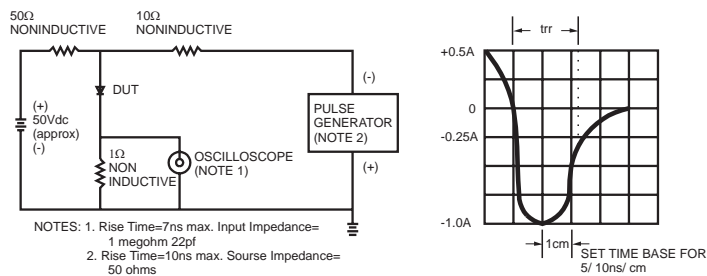 50Ω
NONINDUCTIVE
10Ω
NONINDUCTIVE
DUT
(+)
50Vdc
(approx)
(-)
1Ω
NON
INDUCTIVE
OSCILLOSCOPE
(NOTE 1)
(-)
PULSE
GENERATOR
(NOTE 2)
(+)
NOTES: 1. Rise Time=7ns max. Input Impedance=
1 megohm 22pf
2. Rise Time=10ns max. Sourse Impedance=
50 ohms
trr
+0.5A
0
-0.25A
-1.0A
1cm
SET TIME BASE FOR
5/ 10ns/ cm